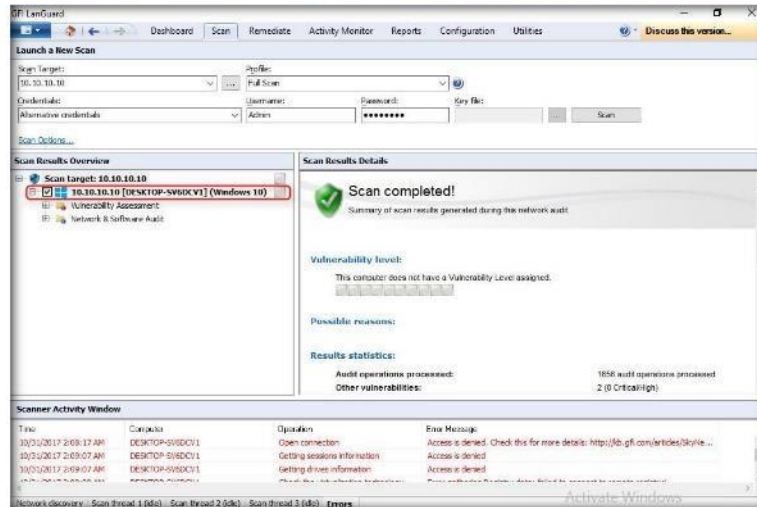 GFI LanGuard
Dashboard Scan Remediate Activity Monitor Reports Configuration Utilities Discuss this version...
Launch a New Scan
Scan Target: Profile:
10.10.10.10 ... Full Scan
Credentials: Username: Password: Key file:
Alternative credentials Admin ●●●●●●●● ... Scan
Scan Options...
Scan Results Overview
Scan target: 10.10.10.10
10.10.10.10 [DESKTOP-SV6DCV1] (Windows 10)
Vulnerability Assessment
Network & Software Audit
Scan Results Details
Scan completed!
Summary of scan results generated during this network audit
Vulnerability level:
This computer does not have a Vulnerability Level assigned.
Possible reasons:
Results statistics:
Audit operations processed: 1858 audit operations processed
Other vulnerabilities: 2 (0 Critical/High)
Scanner Activity Window
Time Computer Operation Error Message
10/31/2017 2:08:17 AM DESKTOP-SV6DCV1 Open connection Access is denied. Check this for more details: http://kb.gfi.com/articles/SkyNe...
10/31/2017 2:09:07 AM DESKTOP-SV6DCV1 Getting sessions information Access is denied
10/31/2017 2:09:07 AM DESKTOP-SV6DCV1 Getting drives information Access is denied
Activate Windows
Network discovery Scan thread 1 (idle) Scan thread 2 (idle) Scan thread 3 (idle) Errors